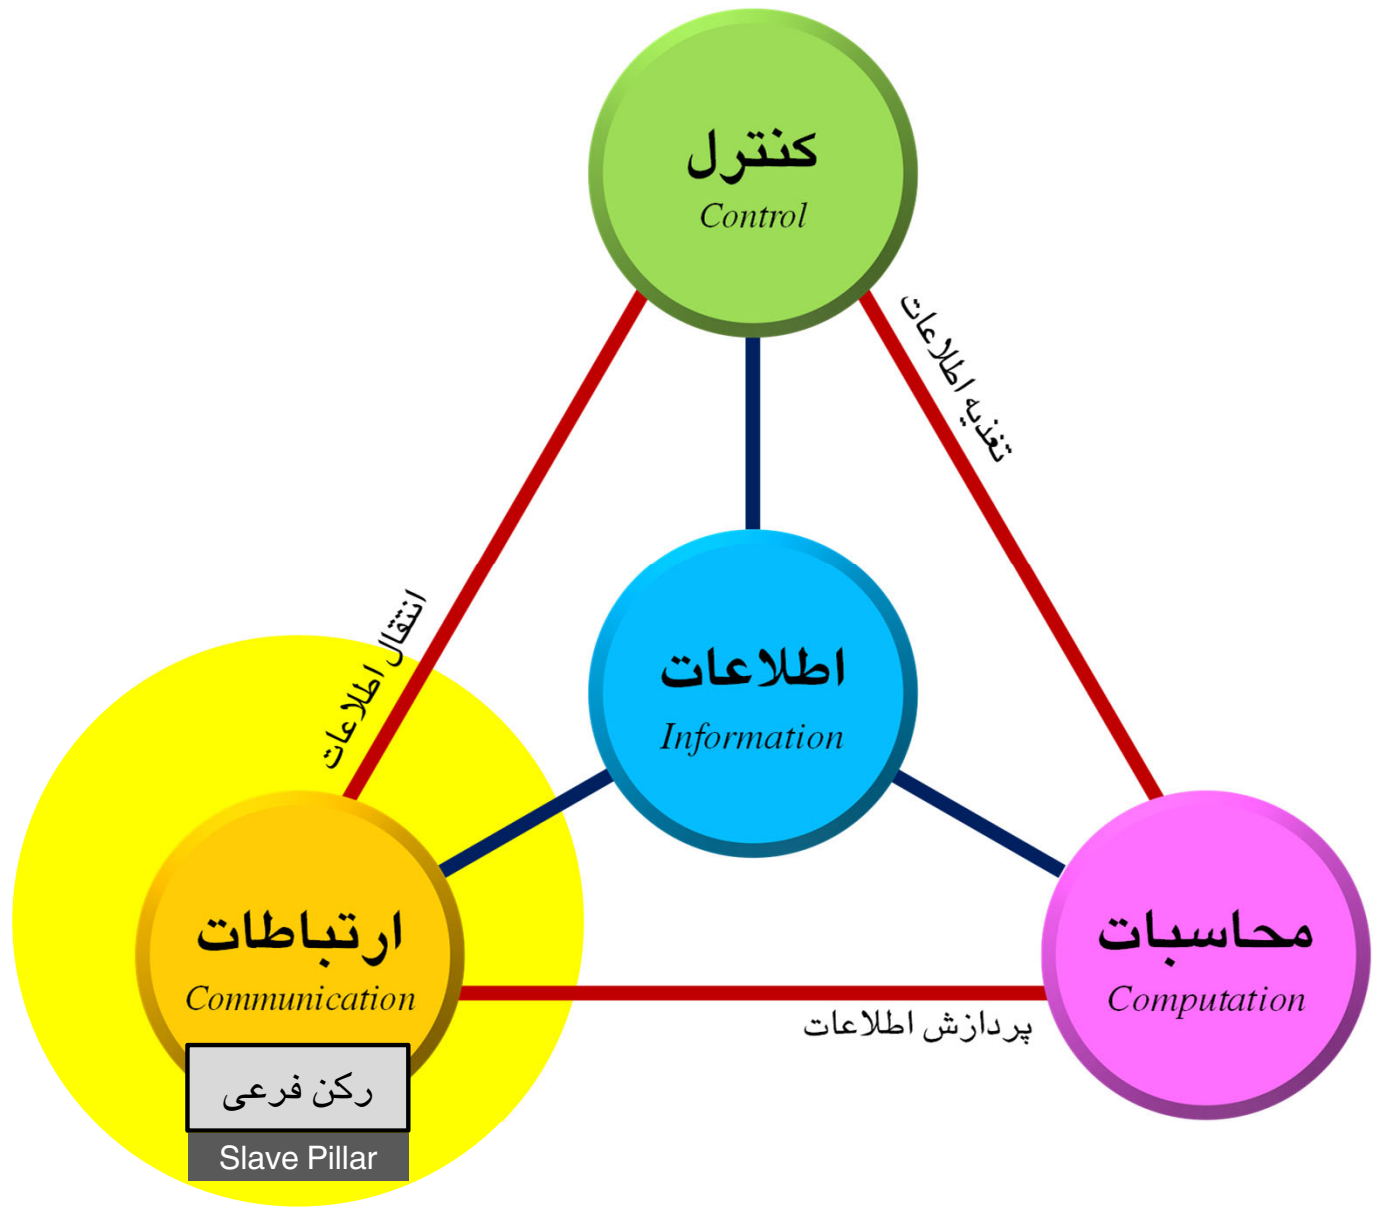 کنترل
Control
تغذیه اطلاعات
انتقال اطلاعات
اطلاعات
Information
ارتباطات
Communication
محاسبات
Computation
پردازش اطلاعات
رکن فرعی
Slave Pillar